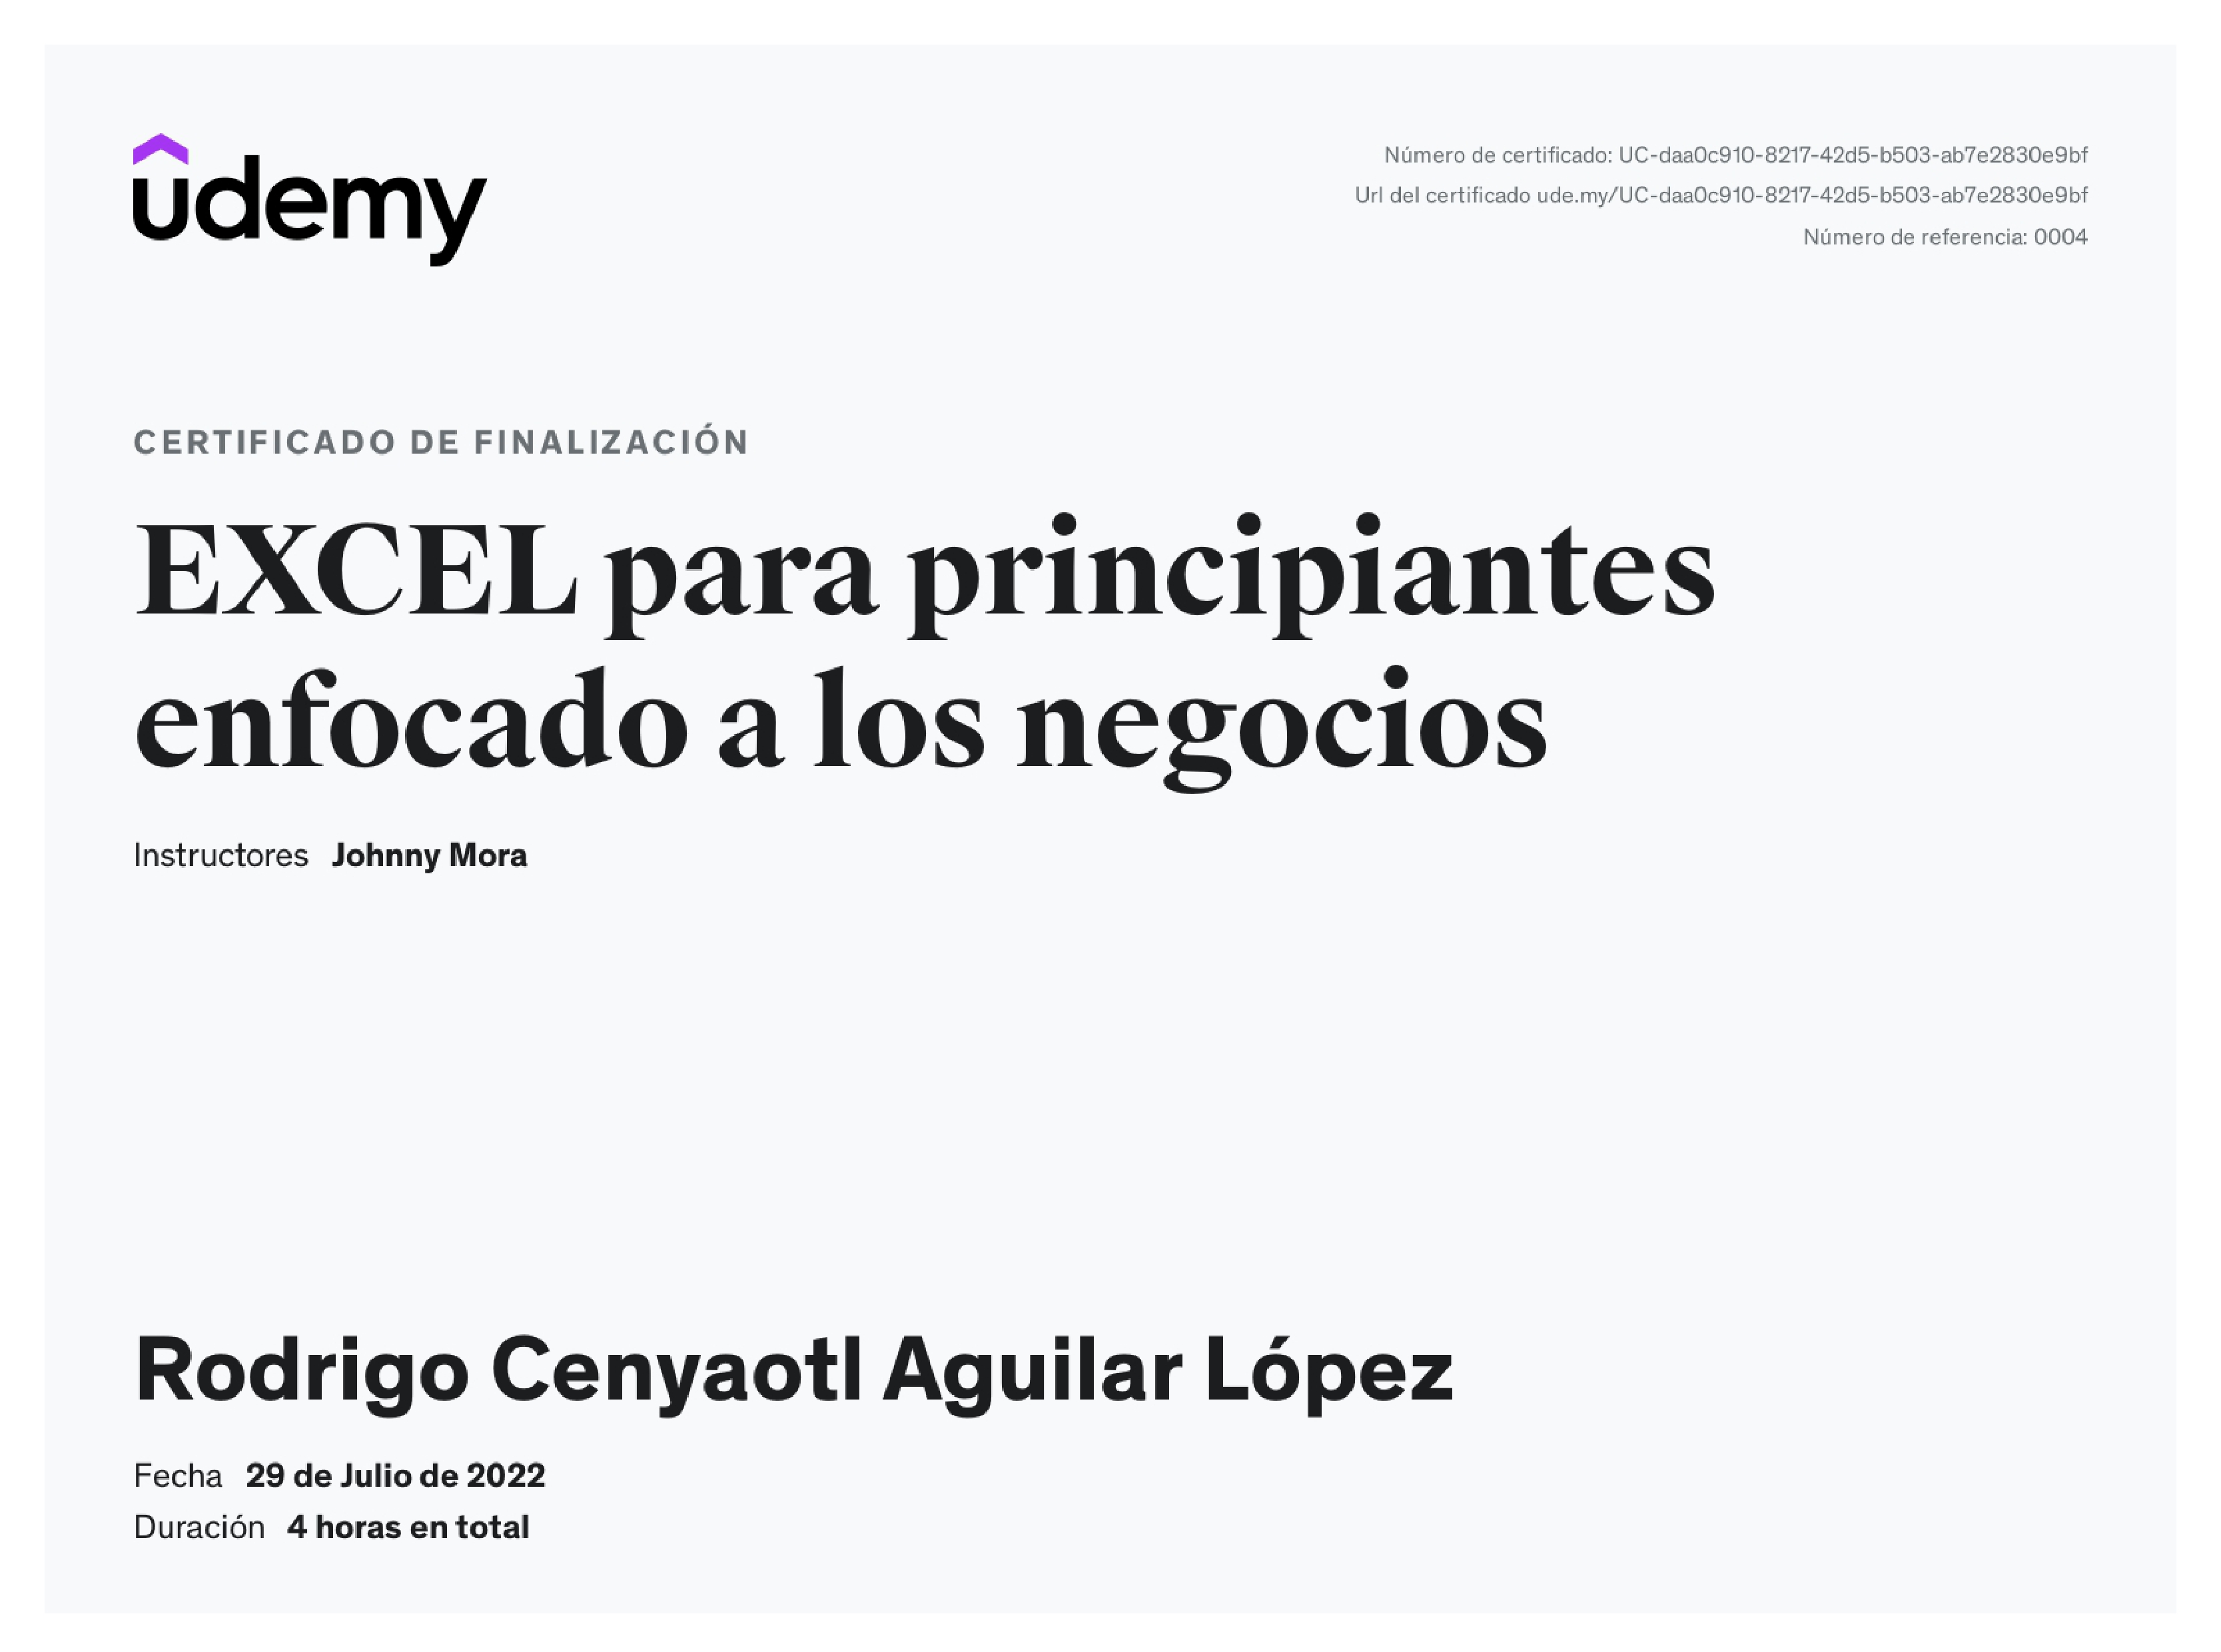 udemy
Número de certificado: UC-daa0c910-8217-42d5-b503-ab7e2830e9bf
Url del certificado ude.my/UC-daa0c910-8217-42d5-b503-ab7e2830e9bf
Número de referencia: 0004
CERTIFICADO DE FINALIZACIÓN
EXCEL para principiantes
enfocado a los negocios
Instructores Johnny Mora
Rodrigo Cenyaotl Aguilar López
Fecha 29 de Julio de 2022
Duración 4 horas en total